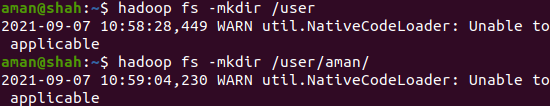 aman@shah:~$ hadoop fs -mkdir /user
2021-09-07 10:58:28,449 WARN util.NativeCodeLoader: Unable to
 applicable
aman@shah:~$ hadoop fs -mkdir /user/aman/
2021-09-07 10:59:04,230 WARN util.NativeCodeLoader: Unable to
 applicable